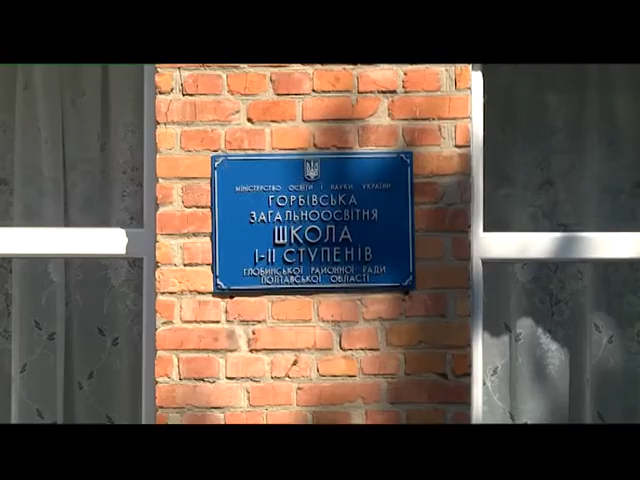 МІНІСТЕРСТВО ОСВІТИ І НАУКИ УКРАЇНИ
ГОРБІВСЬКА
ЗАГАЛЬНООСВІТНЯ
ШКОЛА
І-ІІ СТУПЕНІВ
ГЛОБИНСЬКОЇ РАЙОННОЇ РАДИ
ПОЛТАВСЬКОЇ ОБЛАСТІ